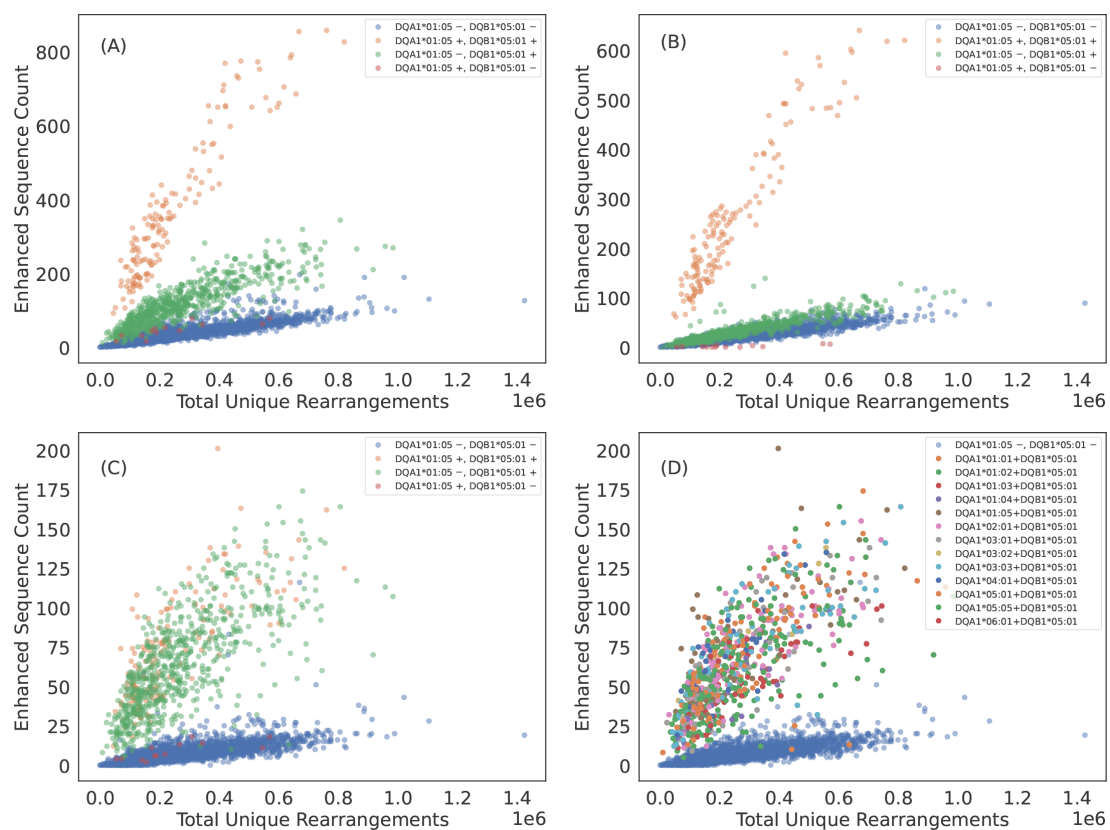 (A)
DQA1*01:05 −, DQB1*05:01 −
DQA1*01:05 +, DQB1*05:01 +
DQA1*01:05 −, DQB1*05:01 +
DQA1*01:05 +, DQB1*05:01 −
Enhanced Sequence Count
800
600
400
200
0
0.0 0.2 0.4 0.6 0.8 1.0 1.2 1.4
Total Unique Rearrangements
1e6
(B)
DQA1*01:05 −, DQB1*05:01 −
DQA1*01:05 +, DQB1*05:01 +
DQA1*01:05 −, DQB1*05:01 +
DQA1*01:05 +, DQB1*05:01 −
Enhanced Sequence Count
600
500
400
300
200
100
0
0.0 0.2 0.4 0.6 0.8 1.0 1.2 1.4
Total Unique Rearrangements
1e6
(C)
DQA1*01:05 −, DQB1*05:01 −
DQA1*01:05 +, DQB1*05:01 +
DQA1*01:05 −, DQB1*05:01 +
DQA1*01:05 +, DQB1*05:01 −
Enhanced Sequence Count
200
175
150
125
100
75
50
25
0
0.0 0.2 0.4 0.6 0.8 1.0 1.2 1.4
Total Unique Rearrangements
1e6
(D)
DQA1*01:05 −, DQB1*05:01 −
DQA1*01:01+DQB1*05:01
DQA1*01:02+DQB1*05:01
DQA1*01:03+DQB1*05:01
DQA1*01:04+DQB1*05:01
DQA1*01:05+DQB1*05:01
DQA1*02:01+DQB1*05:01
DQA1*03:01+DQB1*05:01
DQA1*03:02+DQB1*05:01
DQA1*03:03+DQB1*05:01
DQA1*04:01+DQB1*05:01
DQA1*05:01+DQB1*05:01
DQA1*05:05+DQB1*05:01
DQA1*06:01+DQB1*05:01
Enhanced Sequence Count
200
175
150
125
100
75
50
25
0
0.0 0.2 0.4 0.6 0.8 1.0 1.2 1.4
Total Unique Rearrangements
1e6